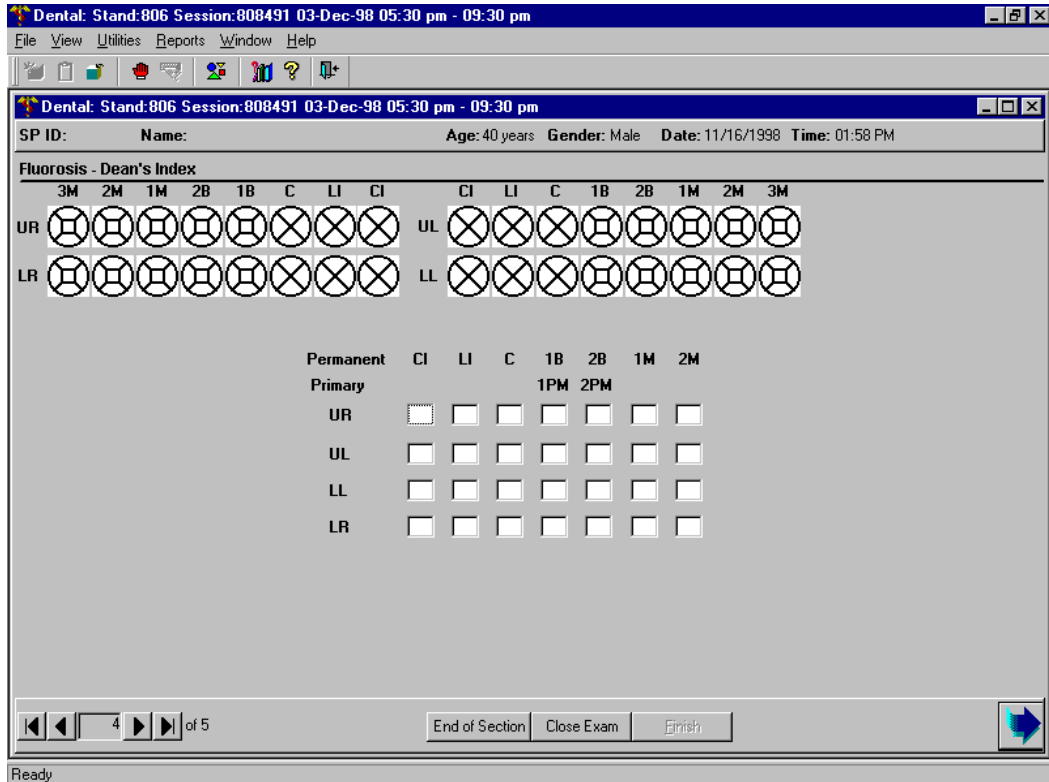 Dental: Stand:806 Session:808491 03-Dec-98 05:30 pm - 09:30 pm
File View Utilities Reports Window Help
Dental: Stand:806 Session:808491 03-Dec-98 05:30 pm - 09:30 pm
SP ID: Name: Age: 40 years Gender: Male Date: 11/16/1998 Time: 01:58 PM
Fluorosis - Dean's Index
3M 2M 1M 2B 1B C LI CI CI LI C 1B 2B 1M 2M 3M
UR UL
LR LL
Permanent CI LI C 1B 2B 1M 2M
Primary 1PM 2PM
UR
UL
LL
LR
4 of 5 End of Section Close Exam Finish
Ready